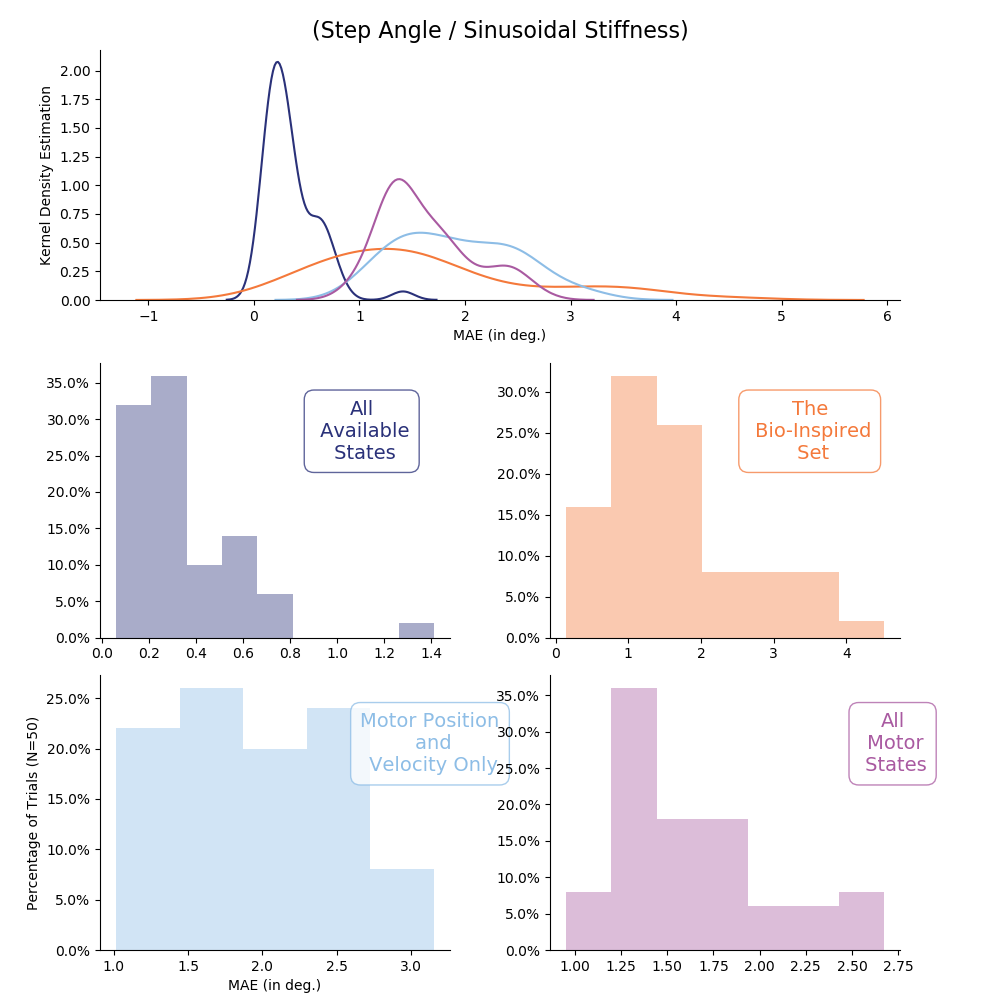 (Step Angle / Sinusoidal Stiffness)
Kernel Density Estimation
2.00
1.75
1.50
1.25
1.00
0.75
0.50
0.25
0.00
−1 0 1 2 3 4 5 6
MAE (in deg.)
35.0%
30.0%
25.0%
20.0%
15.0%
10.0%
5.0%
0.0%
0.0 0.2 0.4 0.6 0.8 1.0 1.2 1.4
All
Available
States
30.0%
25.0%
20.0%
15.0%
10.0%
5.0%
0.0%
0 1 2 3 4
The
Bio-Inspired
Set
Percentage of Trials (N=50)
25.0%
20.0%
15.0%
10.0%
5.0%
0.0%
1.0 1.5 2.0 2.5 3.0
MAE (in deg.)
Motor Position
and
Velocity Only
35.0%
30.0%
25.0%
20.0%
15.0%
10.0%
5.0%
0.0%
1.00 1.25 1.50 1.75 2.00 2.25 2.50 2.75
All
Motor
States